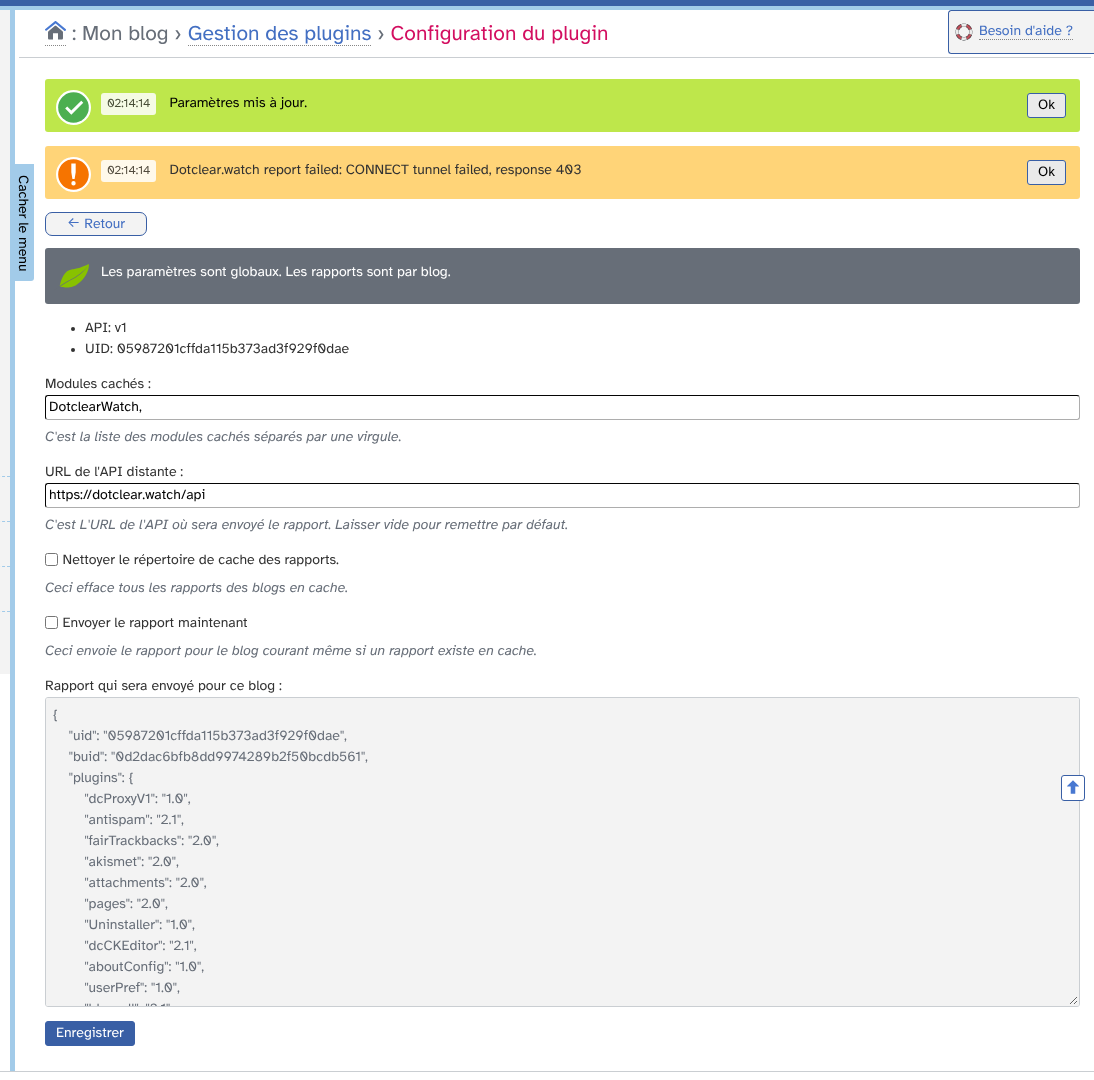 : Mon blog › Gestion des plugins › Configuration du plugin
Besoin d'aide ?
02:14:14 Paramètres mis à jour. Ok
02:14:14 Dotclear.watch report failed: CONNECT tunnel failed, response 403 Ok
Cacher le menu
← Retour
Les paramètres sont globaux. Les rapports sont par blog.
• API: v1
• UID: 05987201cffda115b373ad3f929f0dae
Modules cachés :
DotclearWatch,
C'est la liste des modules cachés séparés par une virgule.
URL de l'API distante :
https://dotclear.watch/api
C'est L'URL de l'API où sera envoyé le rapport. Laisser vide pour remettre par défaut.
Nettoyer le répertoire de cache des rapports.
Ceci efface tous les rapports des blogs en cache.
Envoyer le rapport maintenant
Ceci envoie le rapport pour le blog courant même si un rapport existe en cache.
Rapport qui sera envoyé pour ce blog :
{
"uid": "05987201cffda115b373ad3f929f0dae",
"buid": "0d2dac6bfb8dd9974289b2f50bcdb561",
"plugins": {
"dcProxyV1": "1.0",
"antispam": "2.1",
"fairTrackbacks": "2.0",
"akismet": "2.0",
"attachments": "2.0",
"pages": "2.0",
"Uninstaller": "1.0",
"dcCKEditor": "2.1",
"aboutConfig": "1.0",
"userPref": "1.0",
Enregistrer